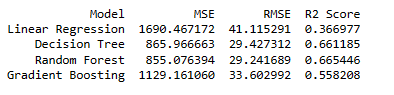 Model MSE RMSE R2 Score
Linear Regression 1690.467172 41.115291 0.366977
Decision Tree 865.966663 29.427312 0.661185
Random Forest 855.076394 29.241689 0.665446
Gradient Boosting 1129.161060 33.602992 0.558208